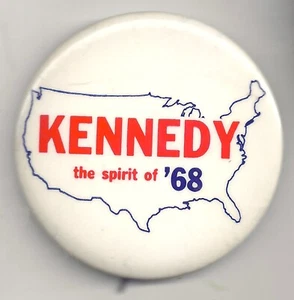 KENNEDY
the spirit of '68